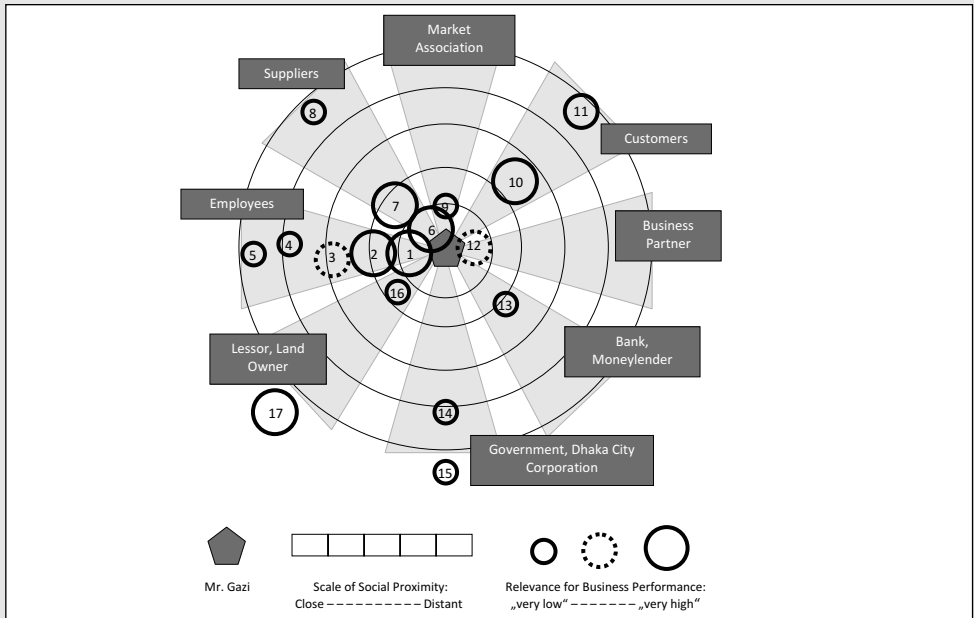 Market
Association
Suppliers
8
11
Customers
10
Employees
7
9
6
Business
Partner
5
4
3
2
1
12
16
13
Lessor, Land
Owner
Bank,
Moneylender
17
14
Government, Dhaka City
Corporation
15
Mr. Gazi
Scale of Social Proximity:
Close – – – – – – – – – – Distant
Relevance for Business Performance:
„very low“ – – – – – – – „very high“